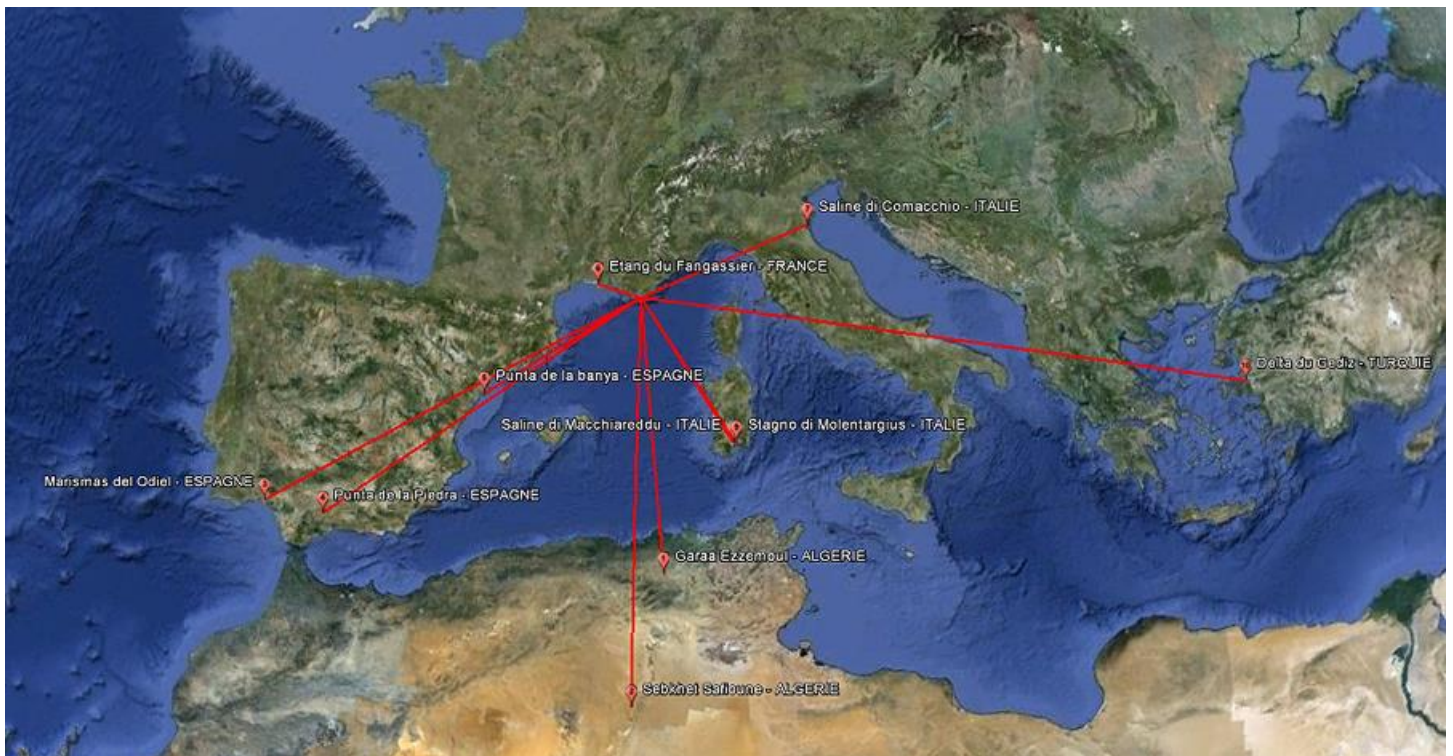 Saline di Comacchio - ITALIE
Etang du Fangassier - FRANCE
Delta du Gediz - TURQUIE
Punta de la banya - ESPAGNE
Saline di Macchiareddu - ITALIE
Stagno di Molentargius - ITALIE
Marismas del Odiel - ESPAGNE
Punta de la Piedra - ESPAGNE
Garaa Ezzemoul - ALGERIE
Sebkhet Safioune - ALGERIE